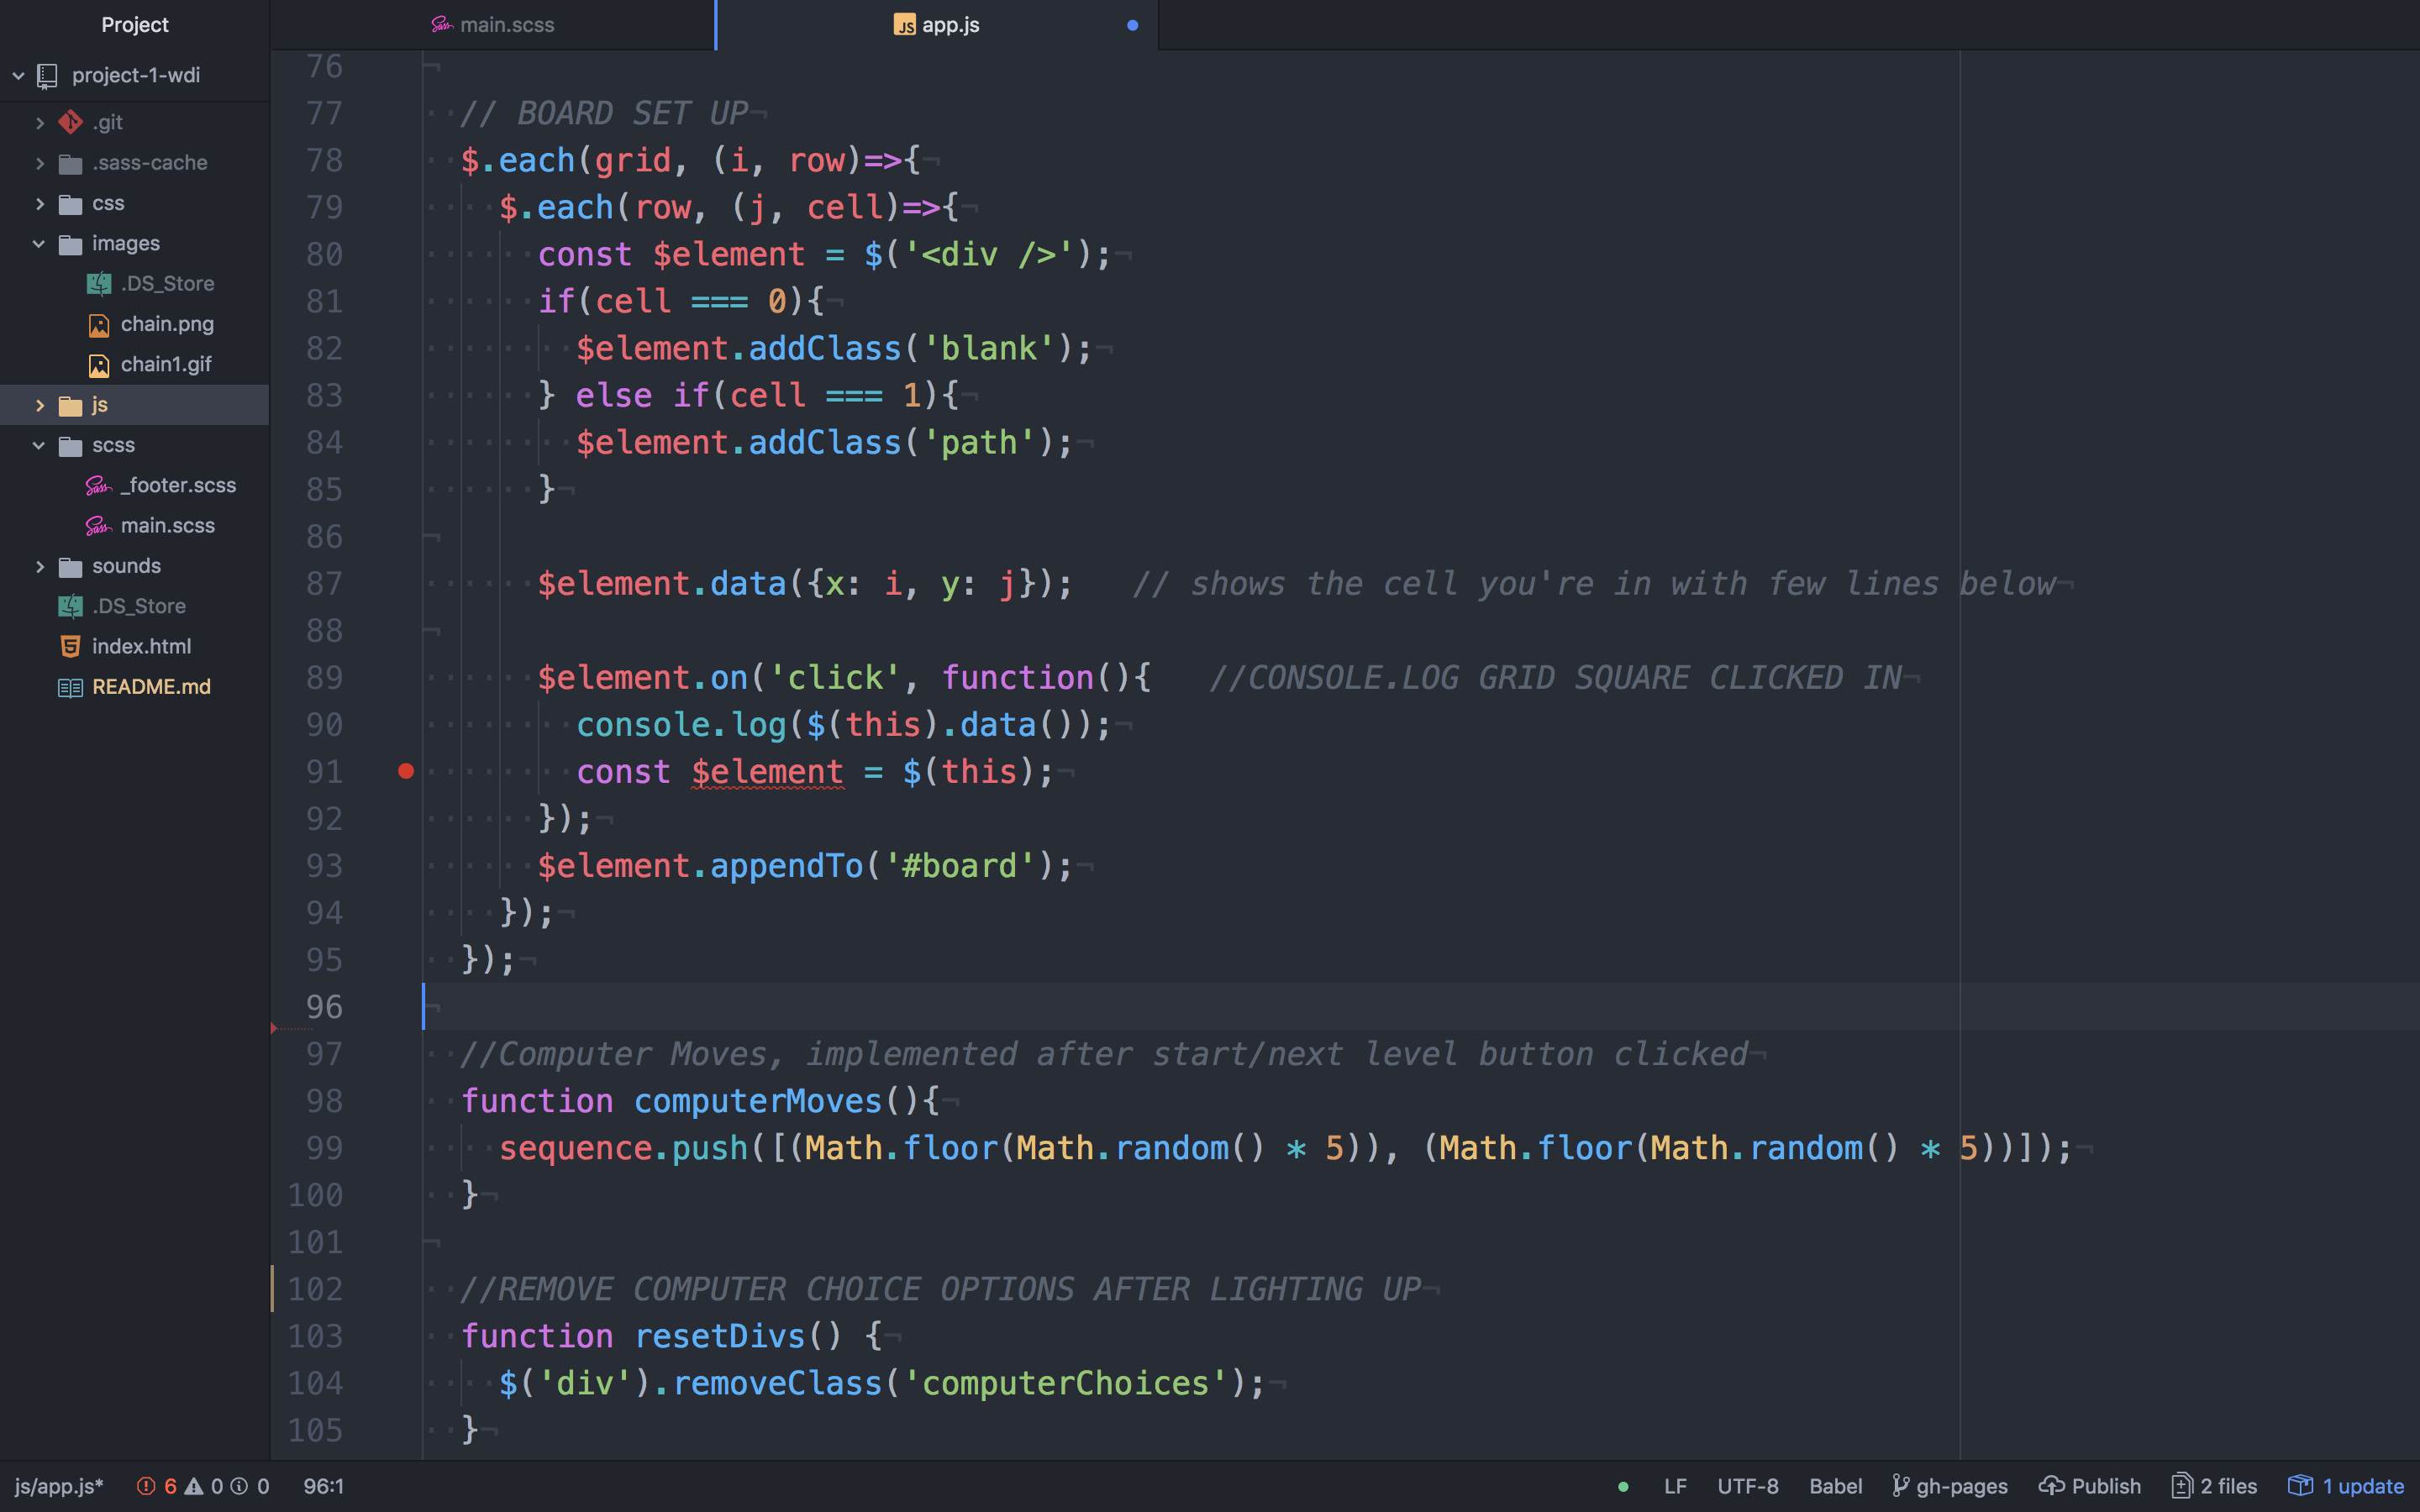 Project
main.scss
app.js
project-1-wdi
.git
.sass-cache
css
images
.DS_Store
chain.png
chain1.gif
js
scss
_footer.scss
main.scss
sounds
.DS_Store
index.html
README.md
76
77 // BOARD SET UP
78 $.each(grid, (i, row)=>{
79 $.each(row, (j, cell)=>{
80 const $element = $('<div />');
81 if(cell === 0){
82 $element.addClass('blank');
83 } else if(cell === 1){
84 $element.addClass('path');
85 }
86
87 $element.data({x: i, y: j}); // shows the cell you're in with few lines below
88
89 $element.on('click', function(){ //CONSOLE.LOG GRID SQUARE CLICKED IN
90 console.log($(this).data());
91 const $element = $(this);
92 });
93 $element.appendTo('#board');
94 });
95 });
96
97 //Computer Moves, implemented after start/next level button clicked
98 function computerMoves(){
99 sequence.push([(Math.floor(Math.random() * 5)), (Math.floor(Math.random() * 5))]);
100 }
101
102 //REMOVE COMPUTER CHOICE OPTIONS AFTER LIGHTING UP
103 function resetDivs() {
104 $('div').removeClass('computerChoices');
105 }
js/app.js* 6 0 0 96:1 LF UTF-8 Babel gh-pages Publish 2 files 1 update